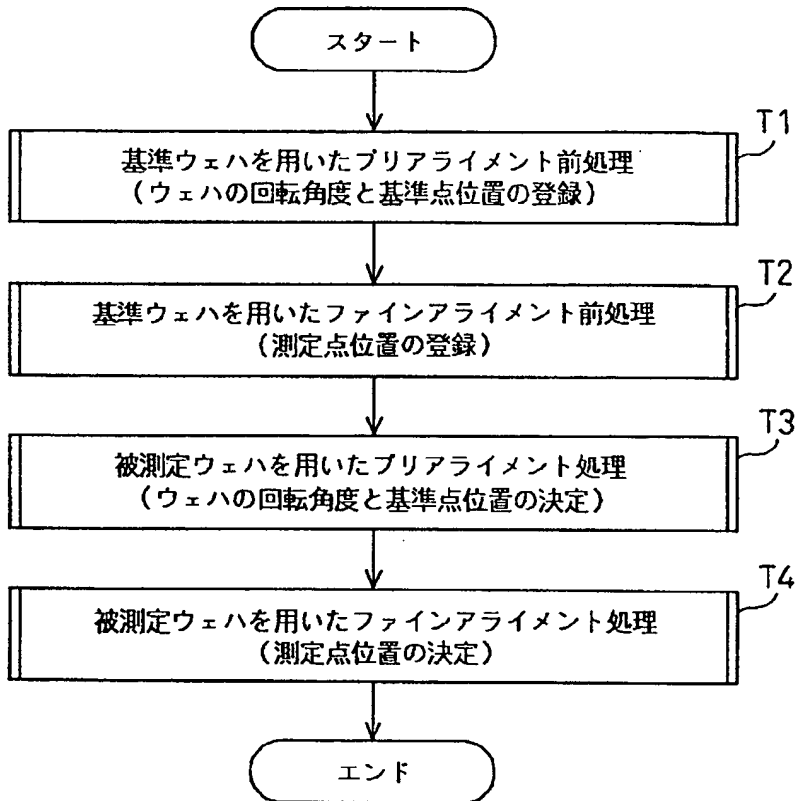 スタート
T1
基準ウェハを用いたプリアライメント前処理
(ウェハの回転角度と基準点位置の登録)
T2
基準ウェハを用いたファインアライメント前処理
(測定点位置の登録)
T3
被測定ウェハを用いたプリアライメント処理
(ウェハの回転角度と基準点位置の決定)
T4
被測定ウェハを用いたファインアライメント処理
(測定点位置の決定)
エンド